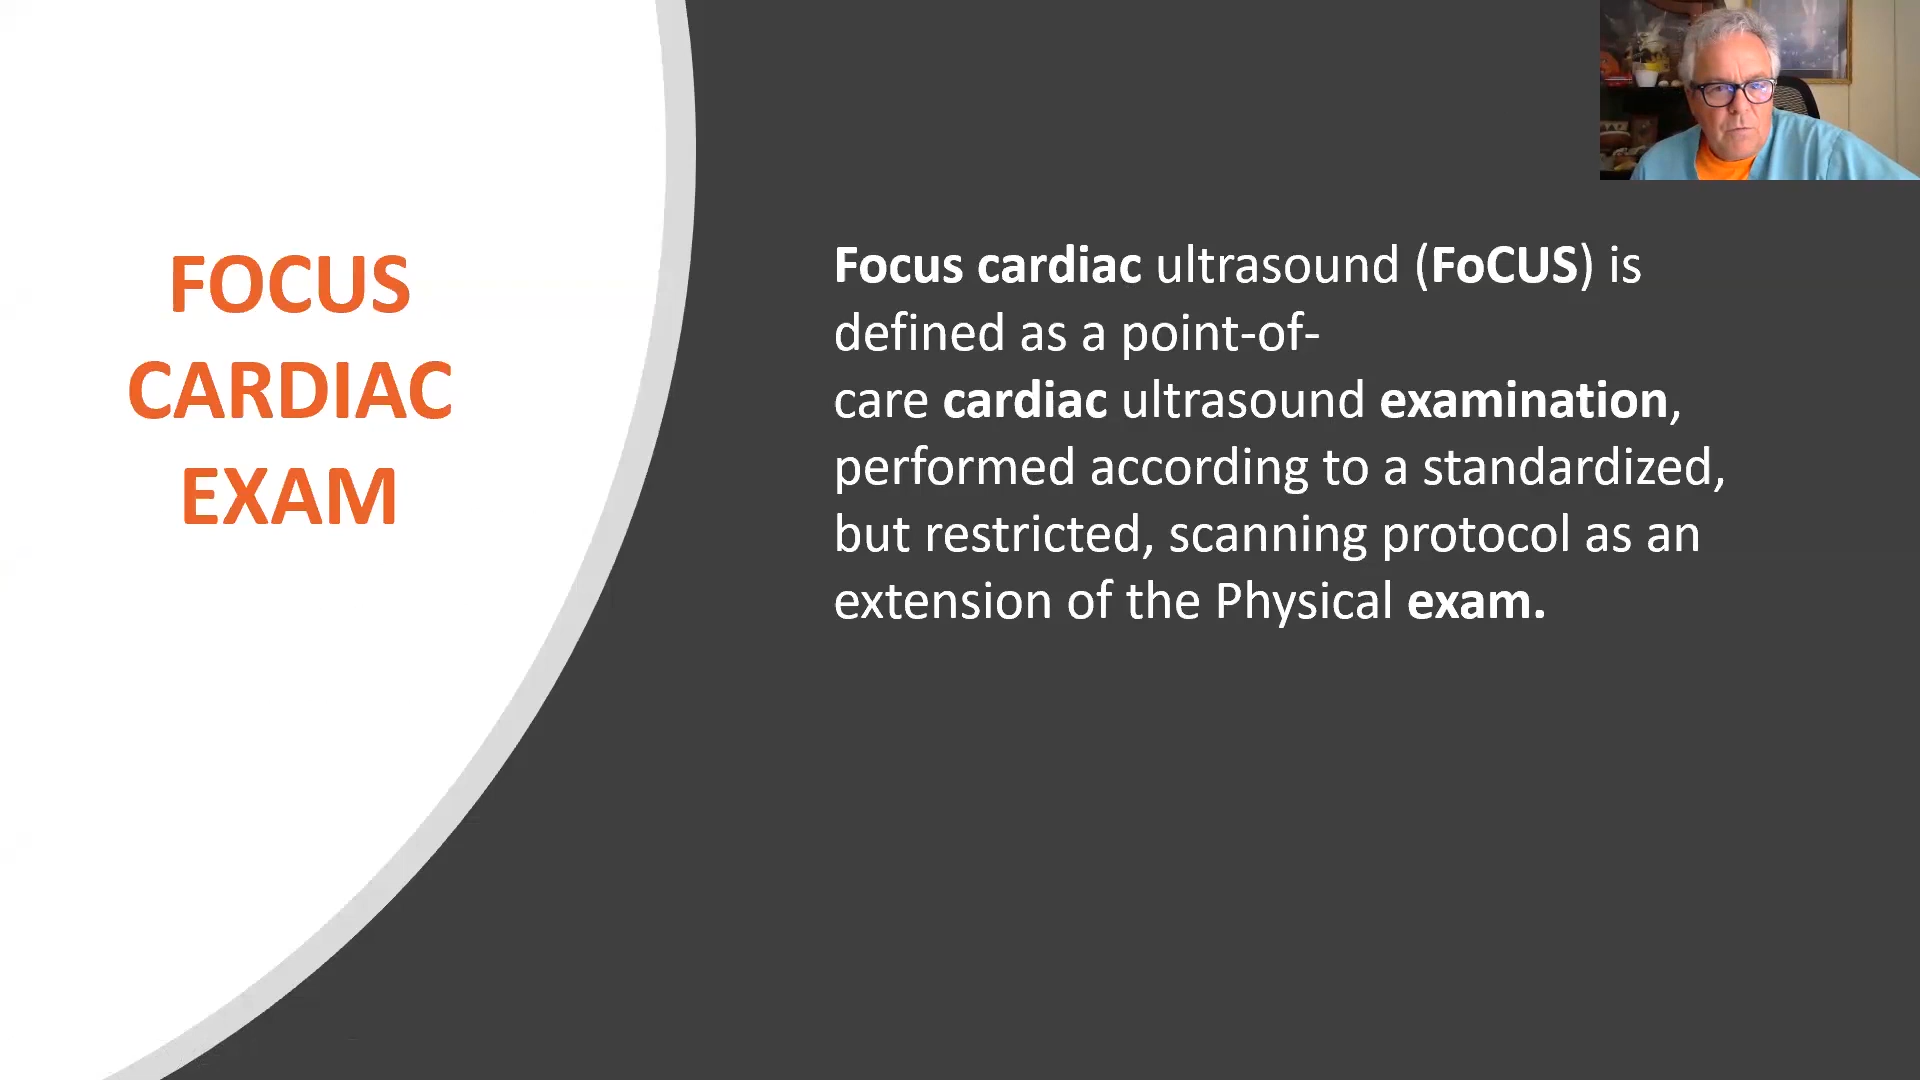 FOCUS
CARDIAC
EXAM
Focus cardiac ultrasound (FoCUS) is
defined as a point-of-
care cardiac ultrasound examination,
performed according to a standardized,
but restricted, scanning protocol as an
extension of the Physical exam.